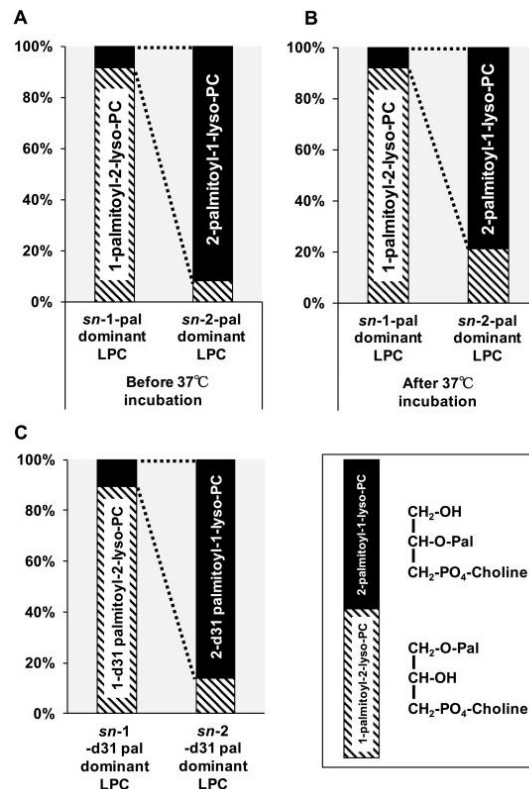 A
100%
80%
60%
40%
20%
0%
1-palmitoyl-2-lyso-PC
2-palmitoyl-1-lyso-PC
sn-1-pal
dominant
LPC
sn-2-pal
dominant
LPC
Before 37℃
incubation
B
100%
80%
60%
40%
20%
0%
1-palmitoyl-2-lyso-PC
2-palmitoyl-1-lyso-PC
sn-1-pal
dominant
LPC
sn-2-pal
dominant
LPC
After 37℃
incubation
C
100%
80%
60%
40%
20%
0%
1-d31 palmitoyl-2-lyso-PC
2-d31 palmitoyl-1-lyso-PC
sn-1
-d31 pal
dominant
LPC
sn-2
-d31 pal
dominant
LPC
2-palmitoyl-1-lyso-PC
CH2-OH
CH-O-Pal
CH2-PO4-Choline
1-palmitoyl-2-lyso-PC
CH2-O-Pal
CH-OH
CH2-PO4-Choline